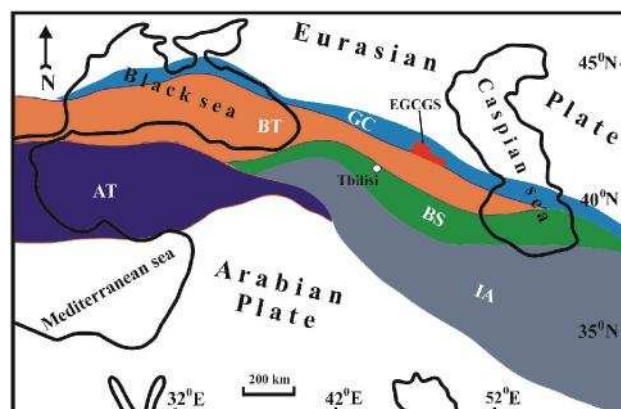 Eurasian
Plate
45⁰N
N
Black sea
BT
GC
EGCGS
Caspian
sea
Tbilisi
40⁰N
AT
BS
Mediterranean sea
Arabian
Plate
IA
35⁰N
32⁰E
200 km
42⁰E
52⁰E